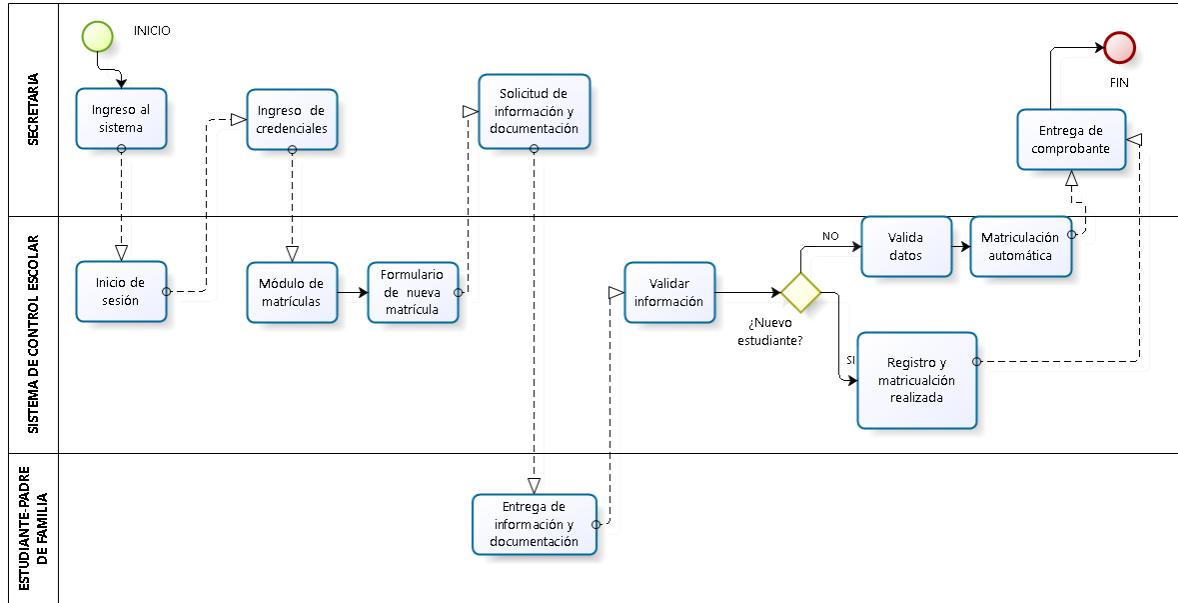 SECRETARIA
INICIO
Ingreso al
sistema
Ingreso de
credenciales
Solicitud de
información y
documentación
FIN
Entrega de
comprobante
SISTEMA DE CONTROL ESCOLAR
Inicio de
sesión
Módulo de
matrículas
Formulario
de nueva
matrícula
Validar
información
¿Nuevo
estudiante?
NO
Valida
datos
Matriculación
automática
SI
Registro y
matricualción
realizada
ESTUDIANTE-PADRE
DE FAMILIA
Entrega de
información y
documentación